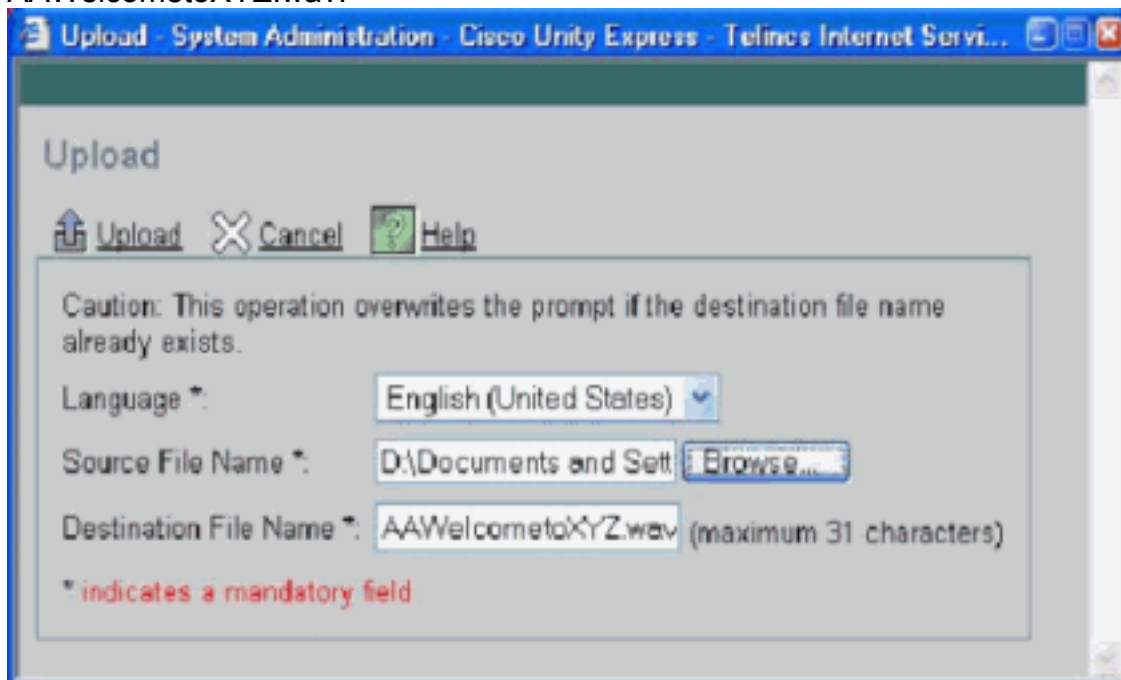 Upload - System Administration - Cisco Unity Express - Telincs Internet Servi...
Upload
Upload Cancel Help
Caution: This operation overwrites the prompt if the destination file name
already exists.
Language *: English (United States)
Source File Name *: D:\Documents and Sett Browse...
Destination File Name *: AAWelcometoXYZ.wav (maximum 31 characters)
* indicates a mandatory field